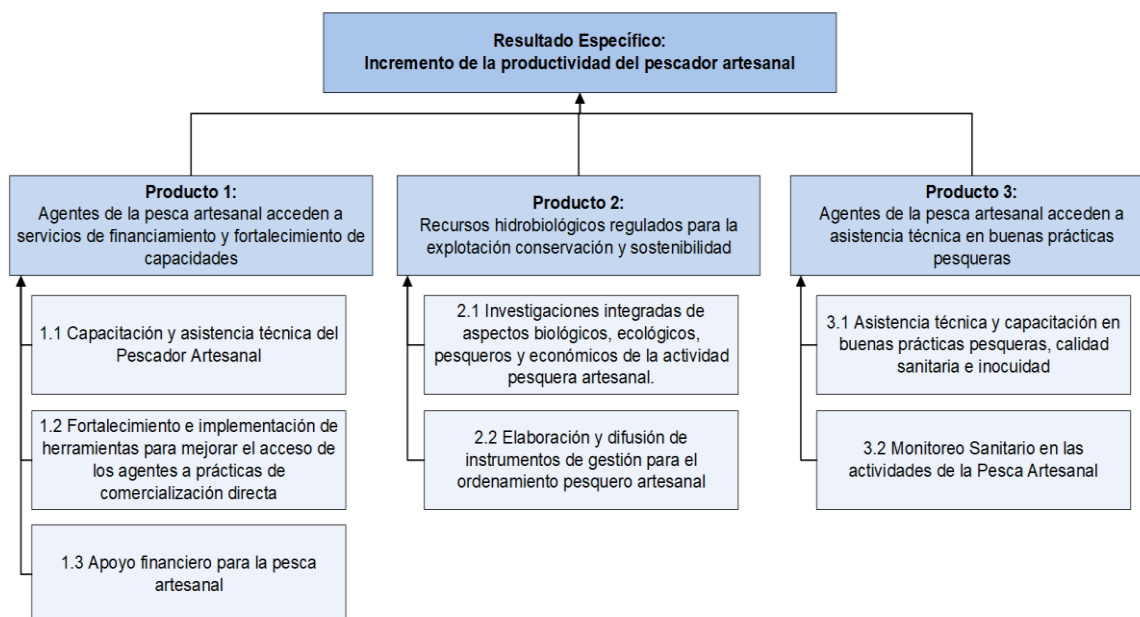 Resultado Específico:
Incremento de la productividad del pescador artesanal
Producto 1:
Agentes de la pesca artesanal acceden a
servicios de financiamiento y fortalecimiento de
capacidades
1.1 Capacitación y asistencia técnica del
Pescador Artesanal
1.2 Fortalecimiento e implementación de
herramientas para mejorar el acceso de
los agentes a prácticas de
comercialización directa
1.3 Apoyo financiero para la pesca
artesanal
Producto 2:
Recursos hidrobiológicos regulados para la
explotación conservación y sostenibilidad
2.1 Investigaciones integradas de
aspectos biológicos, ecológicos,
pesqueros y económicos de la actividad
pesquera artesanal.
2.2 Elaboración y difusión de
instrumentos de gestión para el
ordenamiento pesquero artesanal
Producto 3:
Agentes de la pesca artesanal acceden a
asistencia técnica en buenas prácticas
pesqueras
3.1 Asistencia técnica y capacitación en
buenas prácticas pesqueras, calidad
sanitaria e inocuidad
3.2 Monitoreo Sanitario en las
actividades de la Pesca Artesanal